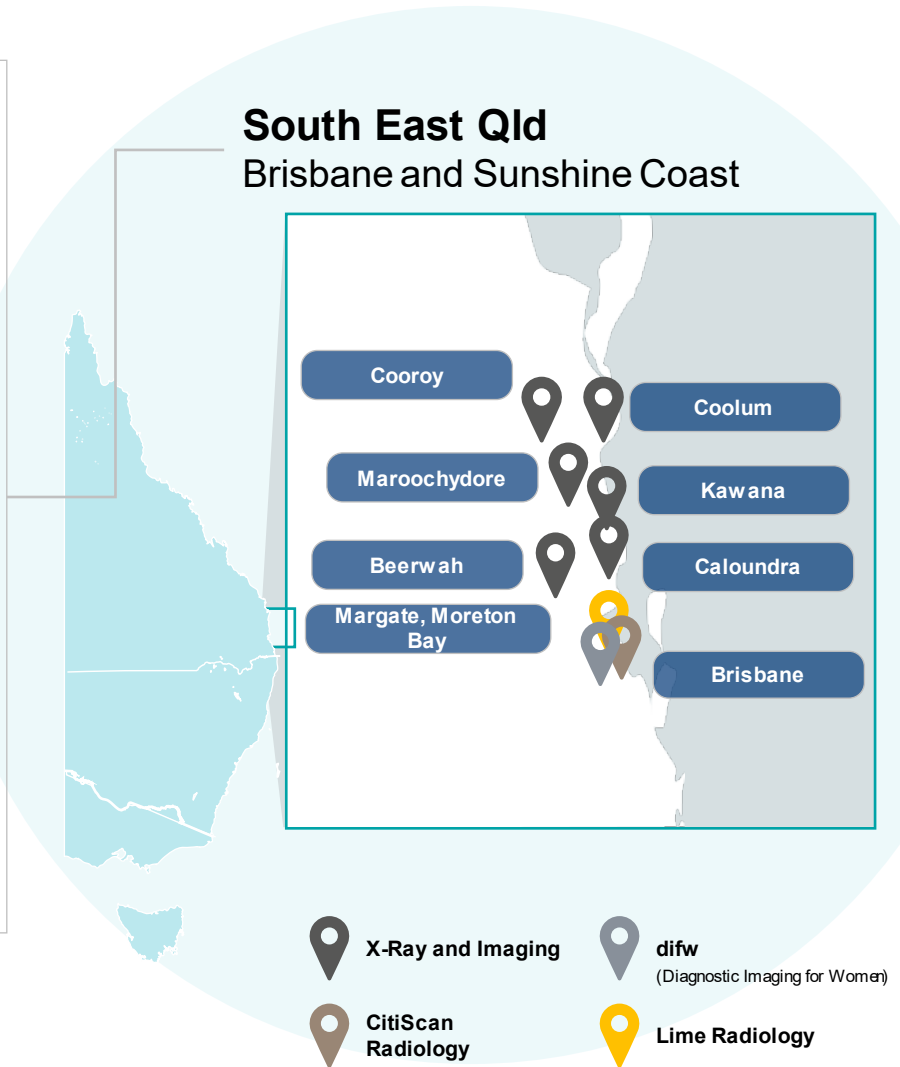 South East Qld
Brisbane and Sunshine Coast
Cooroy
Coolum
Maroochydore
Kawana
Beerwah
Caloundra
Margate, Moreton
Bay
Brisbane
X-Ray and Imaging
difw
(Diagnostic Imaging for Women)
CitiScan
Radiology
Lime Radiology